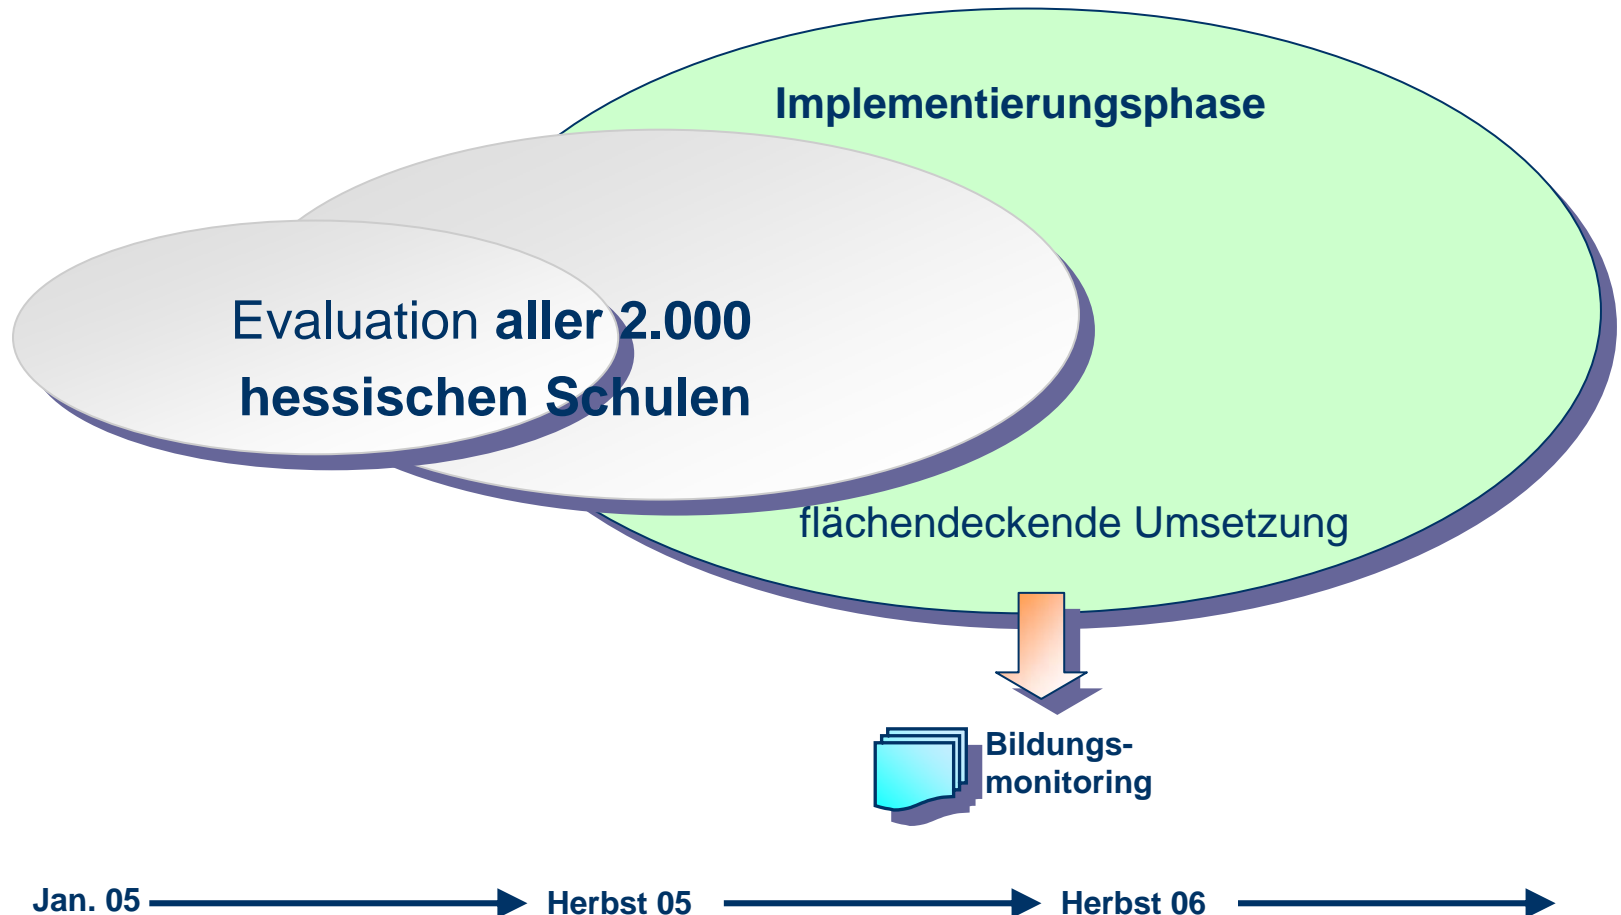 Implementierungsphase
Evaluation aller 2.000
hessischen Schulen
flächendeckende Umsetzung
Bildungs-
monitoring
Jan. 05 Herbst 05 Herbst 06